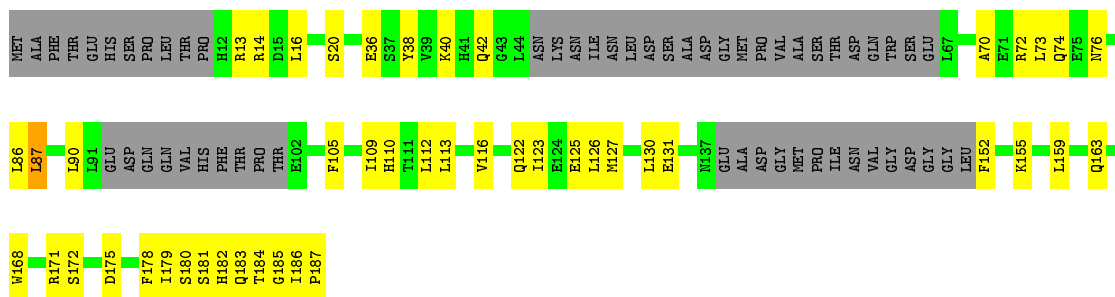 MET ALA PHE THR GLU HIS SER PRO LEU THR PRO H12 R13 R14 D15 L16 S20 E36 S37 Y38 V39 K40 H41 Q42 G43 L44 ASN LYS ASN ILE ASN LEU ASP SER ALA ASP GLY MET PRO VAL ALA SER THR ASP GLN TRP SER GLU L67 A70 E71 R72 L73 Q74 E75 N76
L86 L87 L90 L91 GLU ASP GLN GLN VAL HIS PHE THR PRO THR E102 F105 I109 H110 T111 L112 L113 V116 Q122 I123 E124 E125 L126 M127 L130 E131 N137 GLU ALA ASP GLY MET PRO ILE ASN VAL GLY ASP GLY GLY LEU F152 K155 L159 Q163
W168 R171 S172 D175 F178 I179 S180 S181 H182 Q183 T184 G185 I186 P187